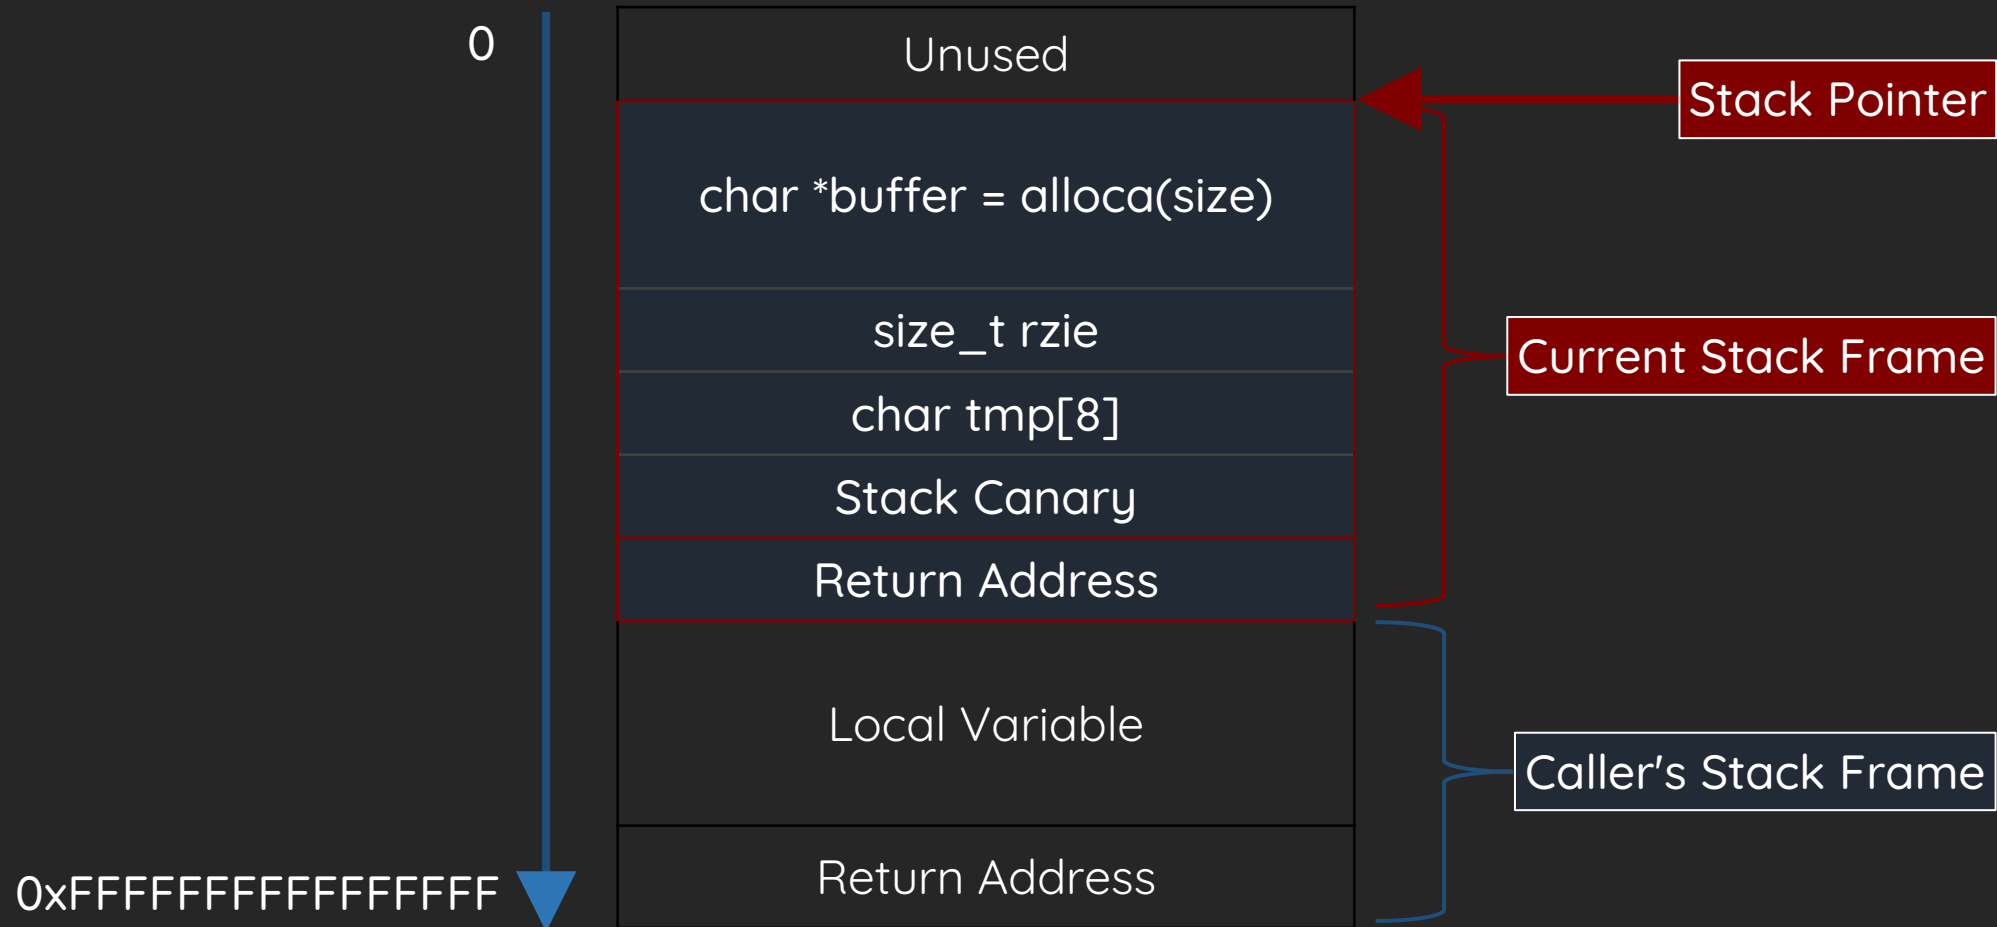 0
Unused
Stack Pointer
char *buffer = alloca(size)
size_t rzie
Current Stack Frame
char tmp[8]
Stack Canary
Return Address
Local Variable
Caller's Stack Frame
Return Address
0xFFFFFFFFFFFFFFFF